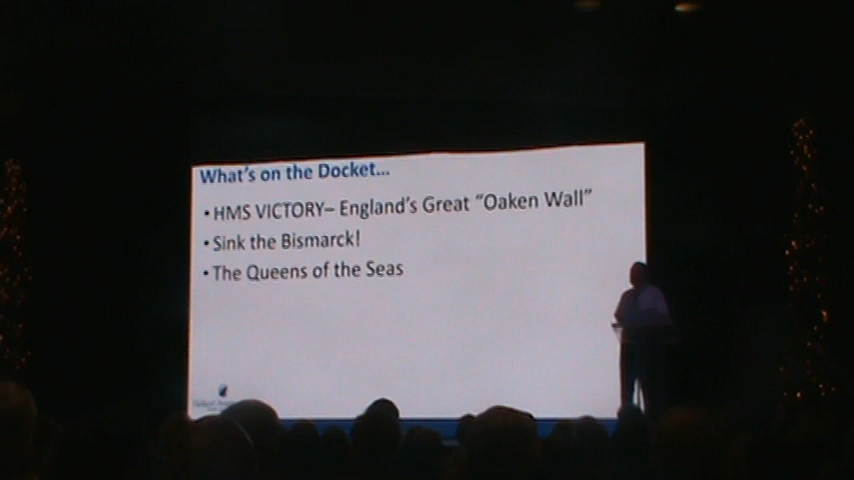 What's on the Docket...
• HMS VICTORY– England's Great "Oaken Wall"
• Sink the Bismarck!
• The Queens of the Seas